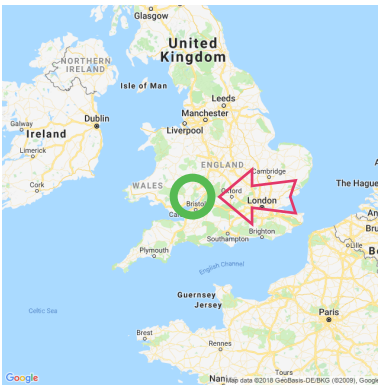 Glasgow
United
Kingdom
NORTHERN
IRELAND
Isle of Man
Leeds
Manchester
Dublin
Liverpool
Galway
Ireland
Limerick
ENGLAND
Cambridge
Cork
WALES
Oxford
The Hague
Bristol
London
Southampton
Brighton
Plymouth
Lille
English Channel
Guernsey
Jersey
Celtic Sea
Paris
Brest
Rennes
Tours
Google
Map data ©2018 GeoBasis-DE/BKG (©2009), Google